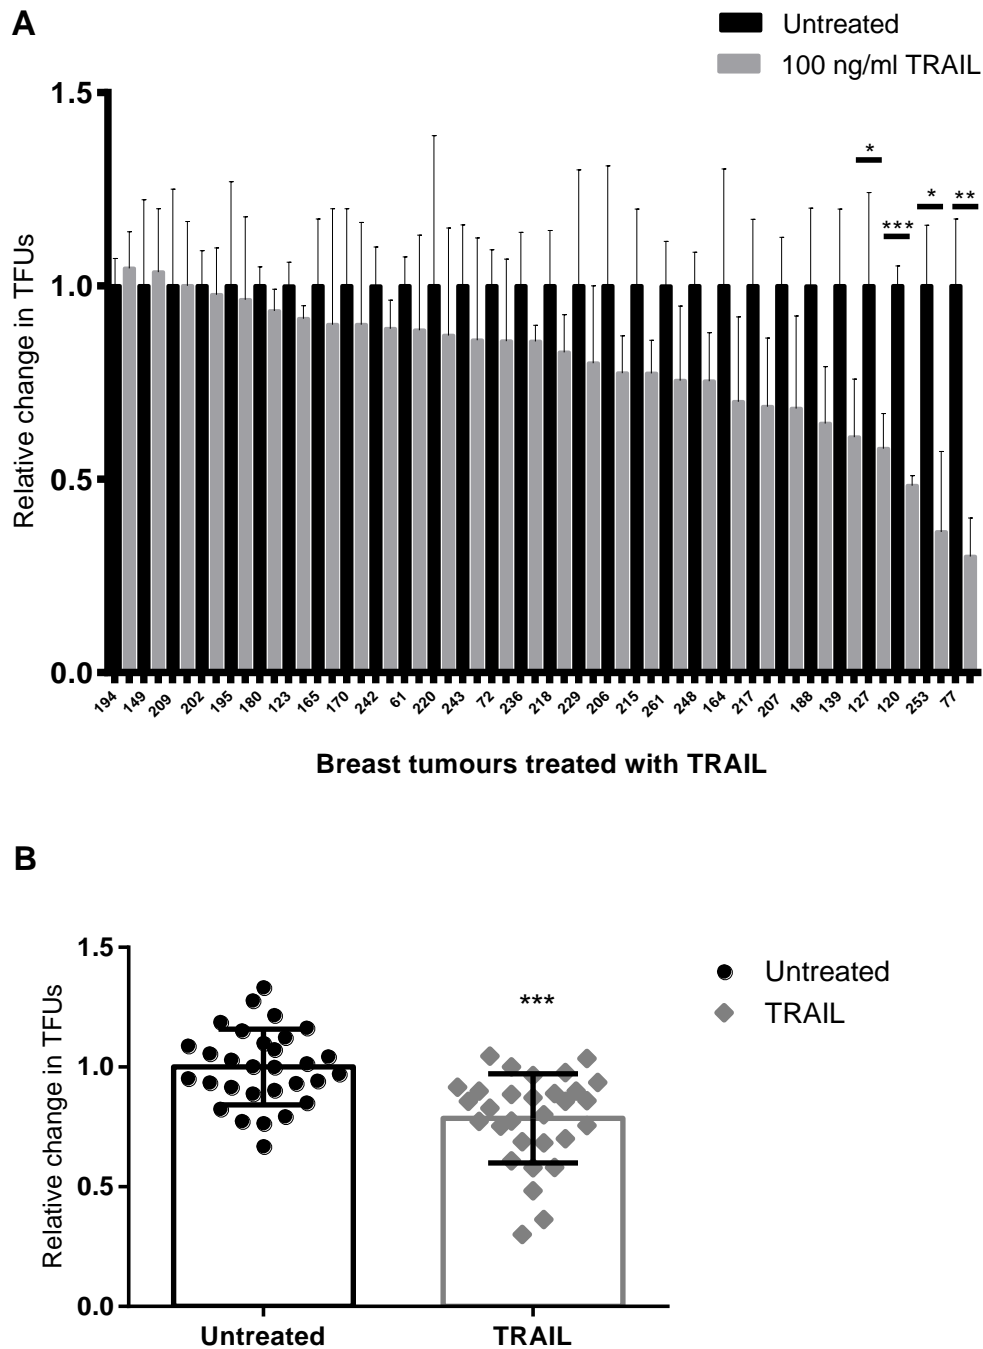 A
Untreated
100 ng/ml TRAIL
1.5
1.0
0.5
0.0
Relative change in TFUs
*
***
*
**
194 149 209 202 195 180 123 165 170 242 61 220 243 72 236 218 229 206 215 261 248 164 217 207 188 139 127 120 253 77
Breast tumours treated with TRAIL
B
1.5
1.0
0.5
0.0
Relative change in TFUs
***
Untreated
TRAIL
Untreated
TRAIL